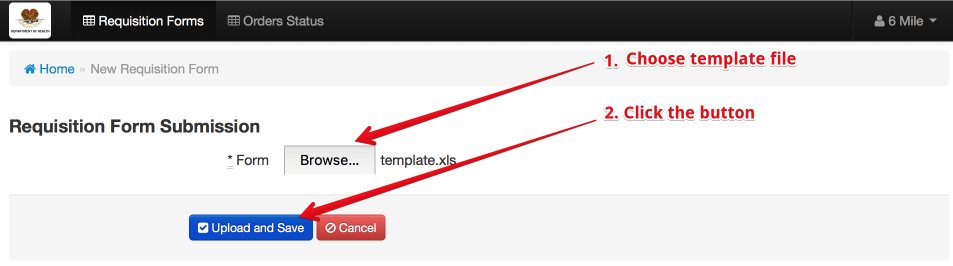 DEPARTMENT OF HEALTH
Requisition Forms Orders Status 6 Mile
Home » New Requisition Form
1. Choose template file
2. Click the button
Requisition Form Submission
* Form Browse... template.xls
Upload and Save Cancel